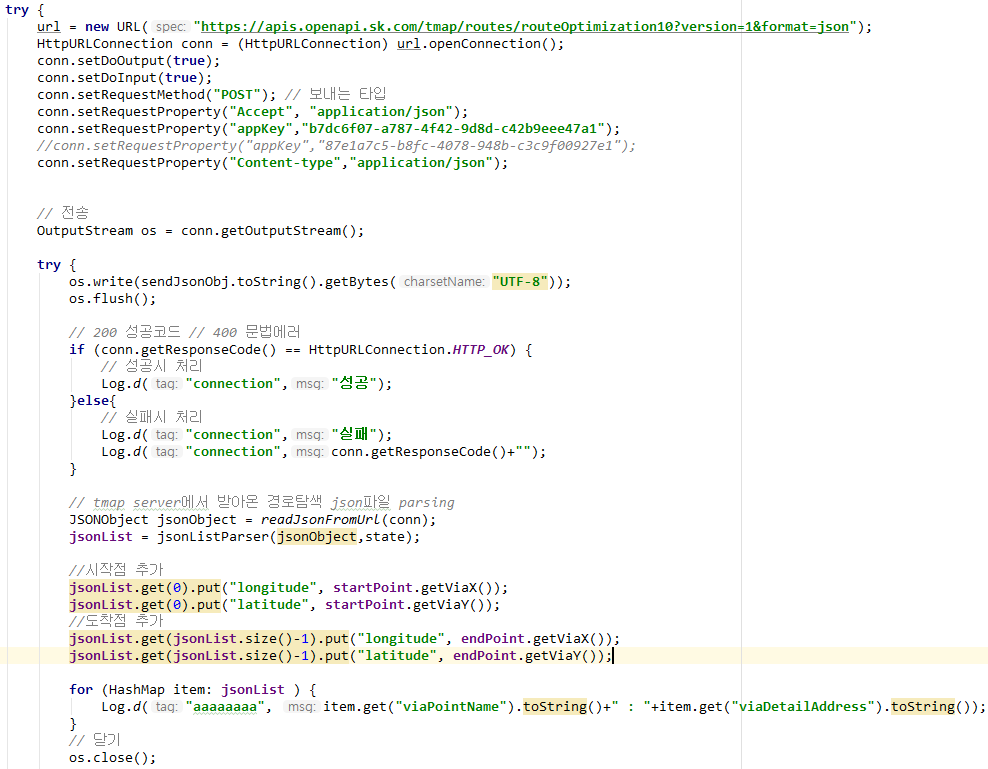 try {
url = new URL( spec: "https://apis.openapi.sk.com/tmap/routes/routeOptimization10?version=1&format=json");
HttpURLConnection conn = (HttpURLConnection) url.openConnection();
conn.setDoOutput(true);
conn.setDoInput(true);
conn.setRequestMethod("POST"); // 보내는 타입
conn.setRequestProperty("Accept", "application/json");
conn.setRequestProperty("appKey","b7dc6f07-a787-4f42-9d8d-c42b9eee47a1");
//conn.setRequestProperty("appKey","87e1a7c5-b8fc-4078-948b-c3c9f00927e1");
conn.setRequestProperty("Content-type","application/json");
// 전송
OutputStream os = conn.getOutputStream();
try {
os.write(sendJsonObj.toString().getBytes( charsetName: "UTF-8"));
os.flush();
// 200 성공코드 // 400 문법에러
if (conn.getResponseCode() == HttpURLConnection.HTTP_OK) {
// 성공시 처리
Log.d( tag: "connection", msg: "성공");
}else{
// 실패시 처리
Log.d( tag: "connection", msg: "실패");
Log.d( tag: "connection", msg: conn.getResponseCode()+"");
}
// tmap server에서 받아온 경로탐색 json파일 parsing
JSONObject jsonObject = readJsonFromUrl(conn);
jsonList = jsonListParser(jsonObject,state);
//시작점 추가
jsonList.get(0).put("longitude", startPoint.getViaX());
jsonList.get(0).put("latitude", startPoint.getViaY());
//도착점 추가
jsonList.get(jsonList.size()-1).put("longitude", endPoint.getViaX());
jsonList.get(jsonList.size()-1).put("latitude", endPoint.getViaY());
for (HashMap item: jsonList ) {
Log.d( tag: "aaaaaaaa", msg: item.get("viaPointName").toString()+" : "+item.get("viaDetailAddress").toString());
}
// 닫기
os.close();